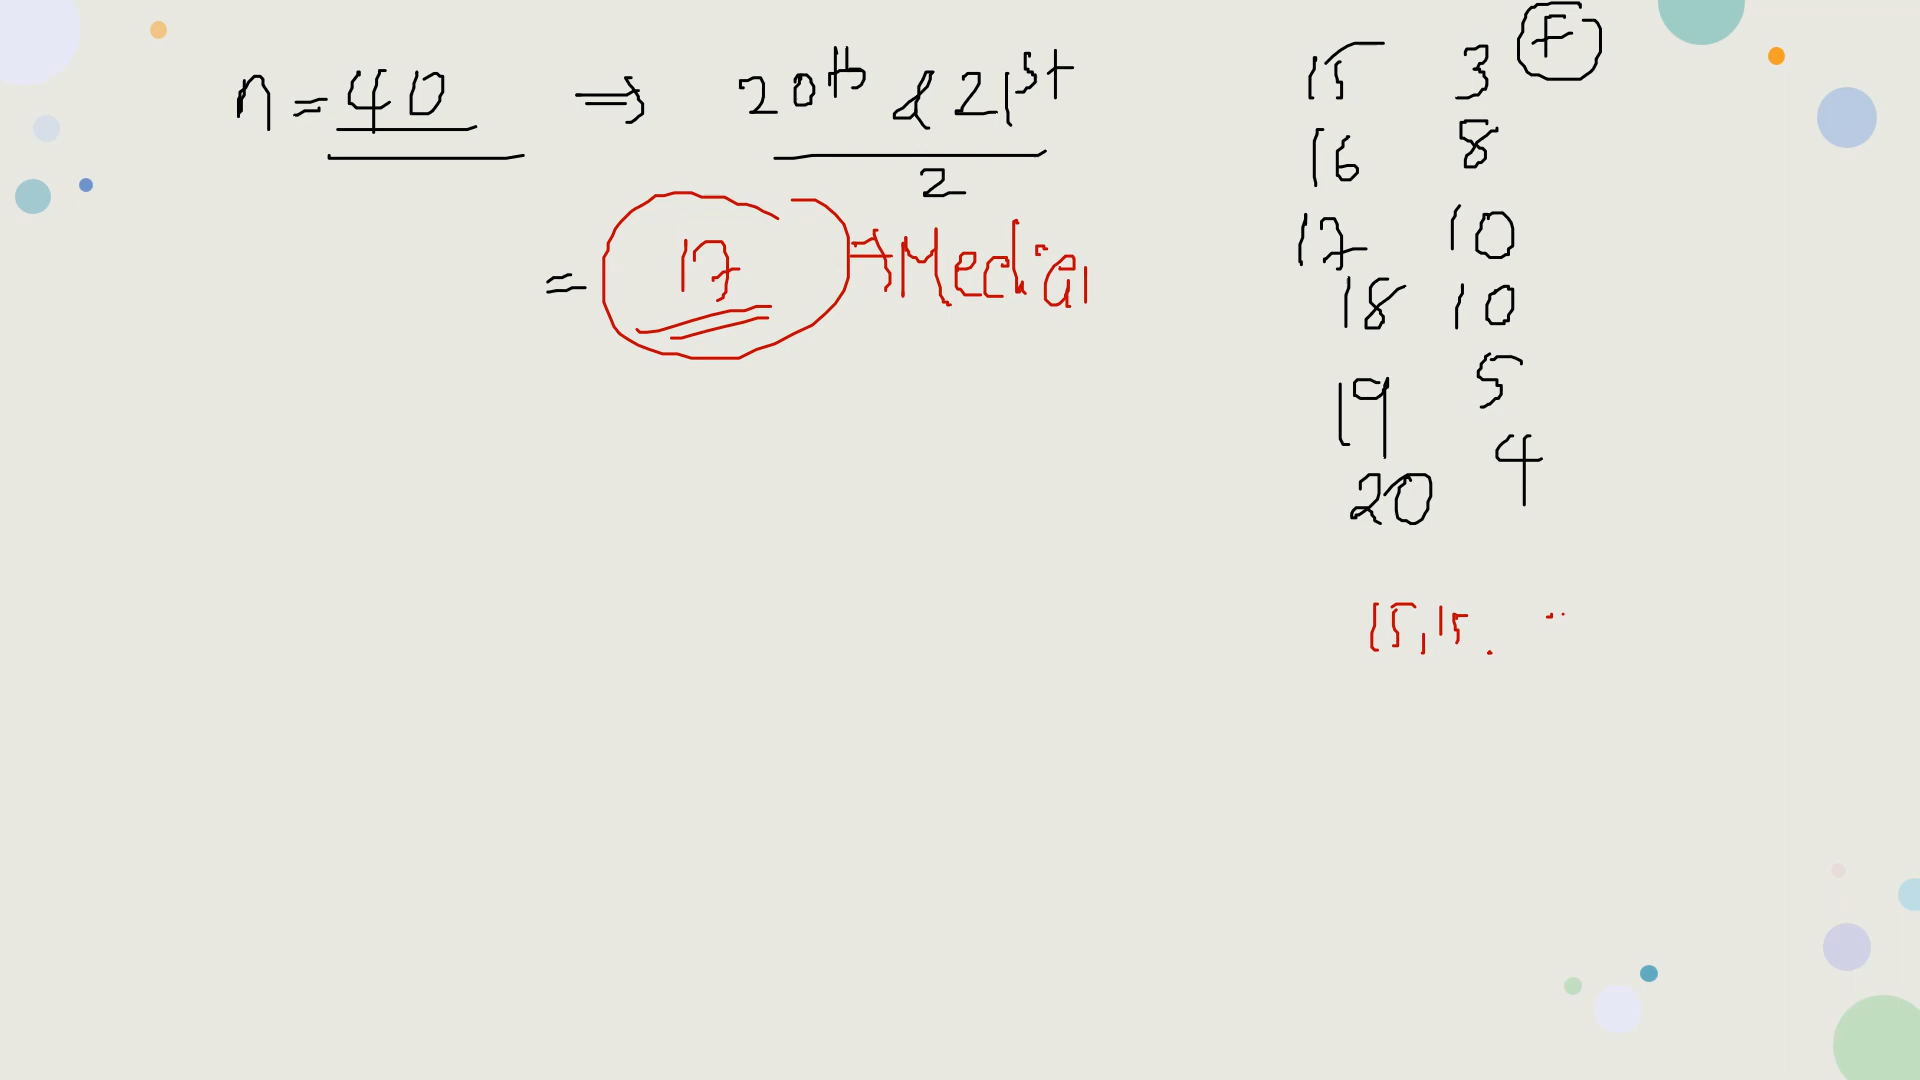 n = 40 ⇒ 20th & 21st
2
= 17 → Media
15 3 F
16 8
17 10
18 10
19 5
20 4
15, 15.